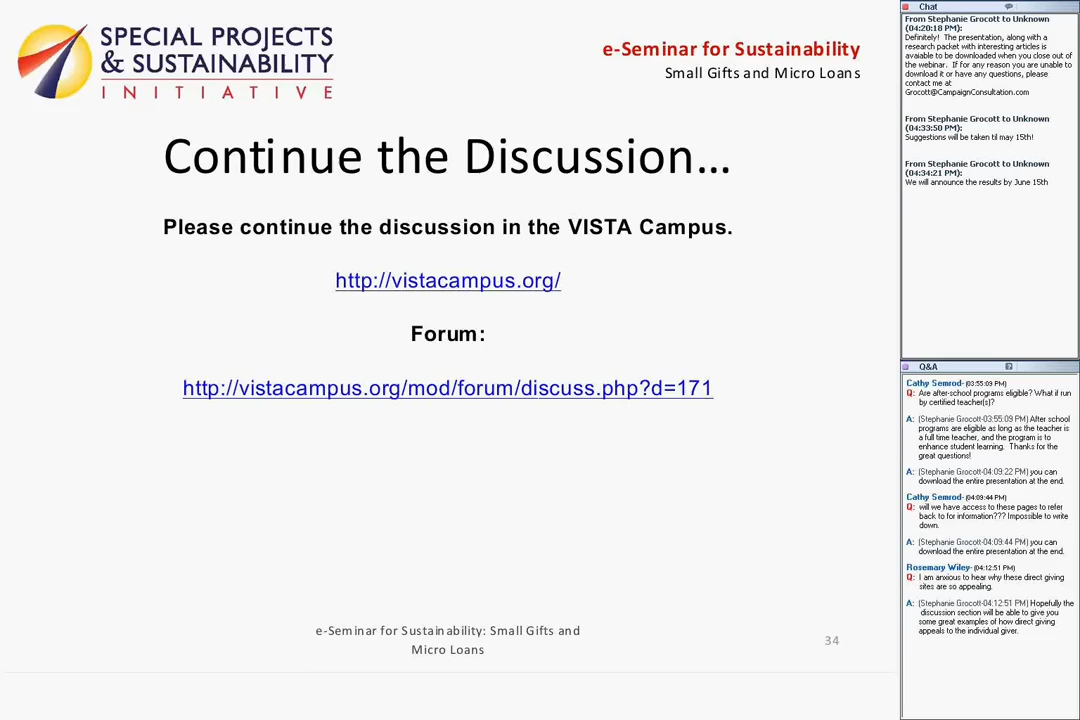 SPECIAL PROJECTS
& SUSTAINABILITY
INITIATIVE
e-Seminar for Sustainability
Small Gifts and Micro Loans
Continue the Discussion...
Please continue the discussion in the VISTA Campus.
http://vistacampus.org/
Forum:
http://vistacampus.org/mod/forum/discuss.php?d=171
e-Seminar for Sustainability: Small Gifts and
Micro Loans
34
Chat
From Stephanie Grocott to Unknown
(04:20:18 PM):
Definitely! The presentation, along with a
research packet with interesting articles is
avaiable to be downloaded when you close out of
the webinar. If for any reason you are unable to
download it or have any questions, please
contact me at
Grocott@CampaignConsultation.com
From Stephanie Grocott to Unknown
(04:33:50 PM):
Suggestions will be taken til may 15th!
From Stephanie Grocott to Unknown
(04:34:21 PM):
We will announce the results by June 15th
Q&A
Cathy Semrod- (03:55:09 PM)
Q: Are after-school programs eligible? What if run
by certified teacher(s)?
A: (Stephanie Grocott-03:55:09 PM) After school
programs are eligible as long as the teacher is
a full time teacher, and the program is to
enhance student learning. Thanks for the
great questions!
A: (Stephanie Grocott-04:09:22 PM) you can
download the entire presentation at the end.
Cathy Semrod- (04:09:44 PM)
Q: will we have access to these pages to refer
back to for information??? Impossible to write
down.
A: (Stephanie Grocott-04:09:44 PM) you can
download the entire presentation at the end.
Rosemary Wiley- (04:12:51 PM)
Q: I am anxious to hear why these direct giving
sites are so appealing.
A: (Stephanie Grocott-04:12:51 PM) Hopefully the
discussion section will be able to give you
some great examples of how direct giving
appeals to the individual giver.